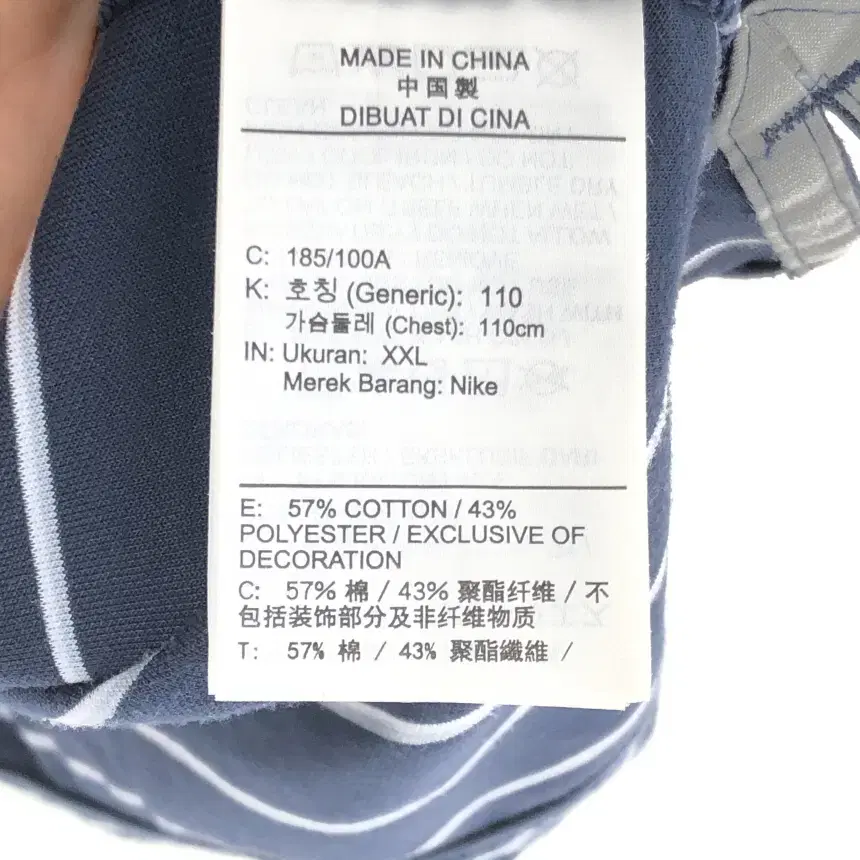 MADE IN CHINA
中国製
DIBUAT DI CINA
C: 185/100A
K: 호칭 (Generic): 110
가슴둘레 (Chest): 110cm
IN: Ukuran: XXL
Merek Barang: Nike
E: 57% COTTON / 43%
POLYESTER / EXCLUSIVE OF
DECORATION
C: 57% 棉 / 43% 聚酯纤维 / 不
包括装饰部分及非纤维物质
T: 57% 棉 / 43% 聚酯纖維 /